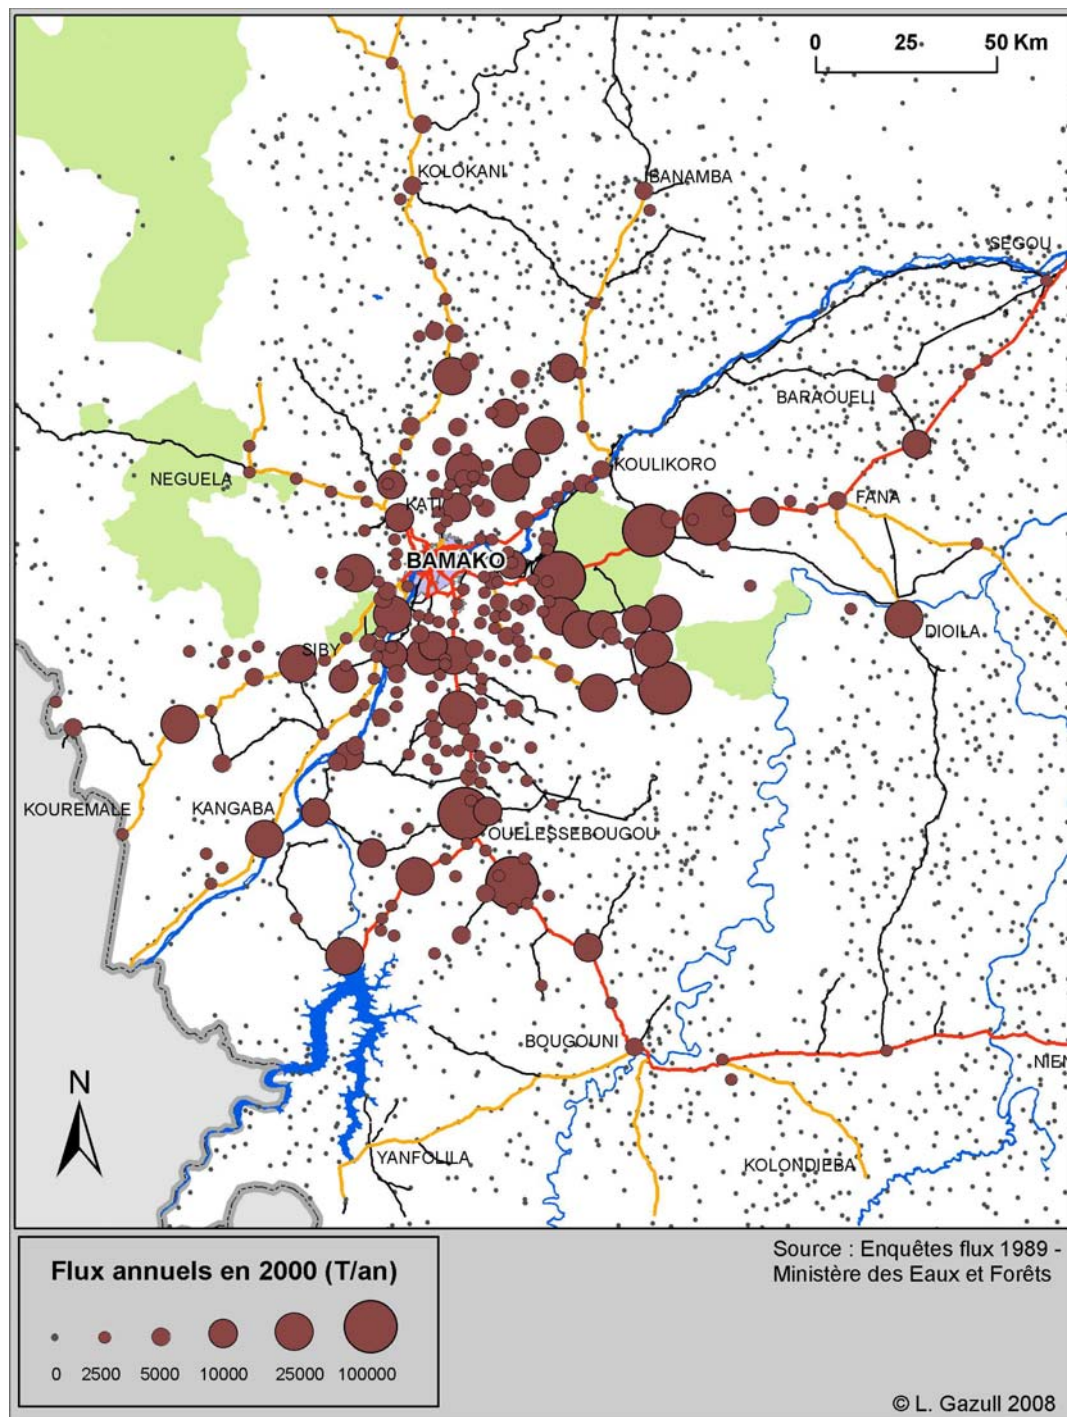 0 25 50 Km
KOLOKANI
BANAMBA
SEGOU
BARAOUELI
NEGUELA
KOULIKORO
KATI
FANA
BAMAKO
DIOILA
SIBY
KOUREMALE
KANGABA
OUELESSEBOUGOU
BOUGOUNI
NIEN
N
YANFOLILA
KOLONDIEBA
Flux annuels en 2000 (T/an)
0 2500 5000 10000 25000 100000
Source : Enquêtes flux 1989 -
Ministère des Eaux et Forêts
© L. Gazull 2008